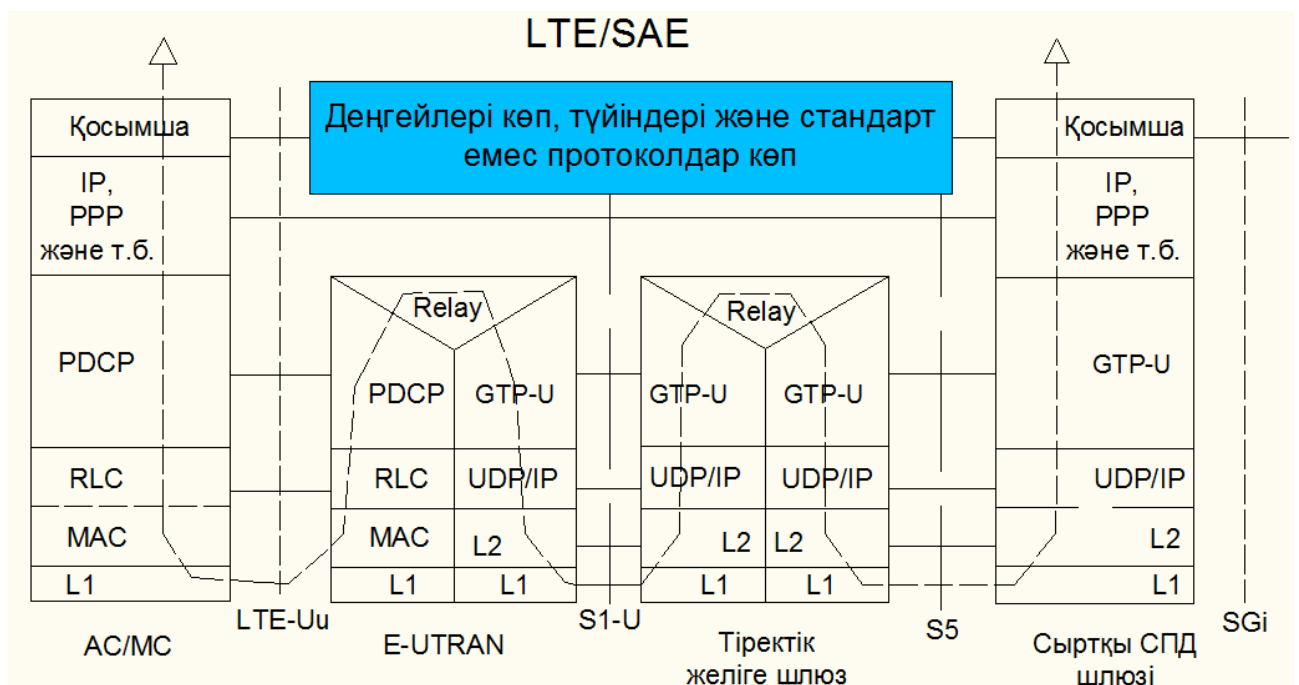 LTE/SAE
Деңгейлері көп, түйіндері және стандарт
емес протоколдар көп
Қосымша
IP,
PPP
және т.б.
PDCP
RLC
MAC
L1
AC/MC
LTE-Uu
Relay
PDCP GTP-U
RLC UDP/IP
MAC L2
L1 L1
E-UTRAN
S1-U
Relay
GTP-U GTP-U
UDP/IP UDP/IP
L2 L2
L1 L1
Тіректік
желіге шлюз
S5
Қосымша
IP,
PPP
және т.б.
GTP-U
UDP/IP
L2
L1
Сыртқы СПД
шлюзі
SGi